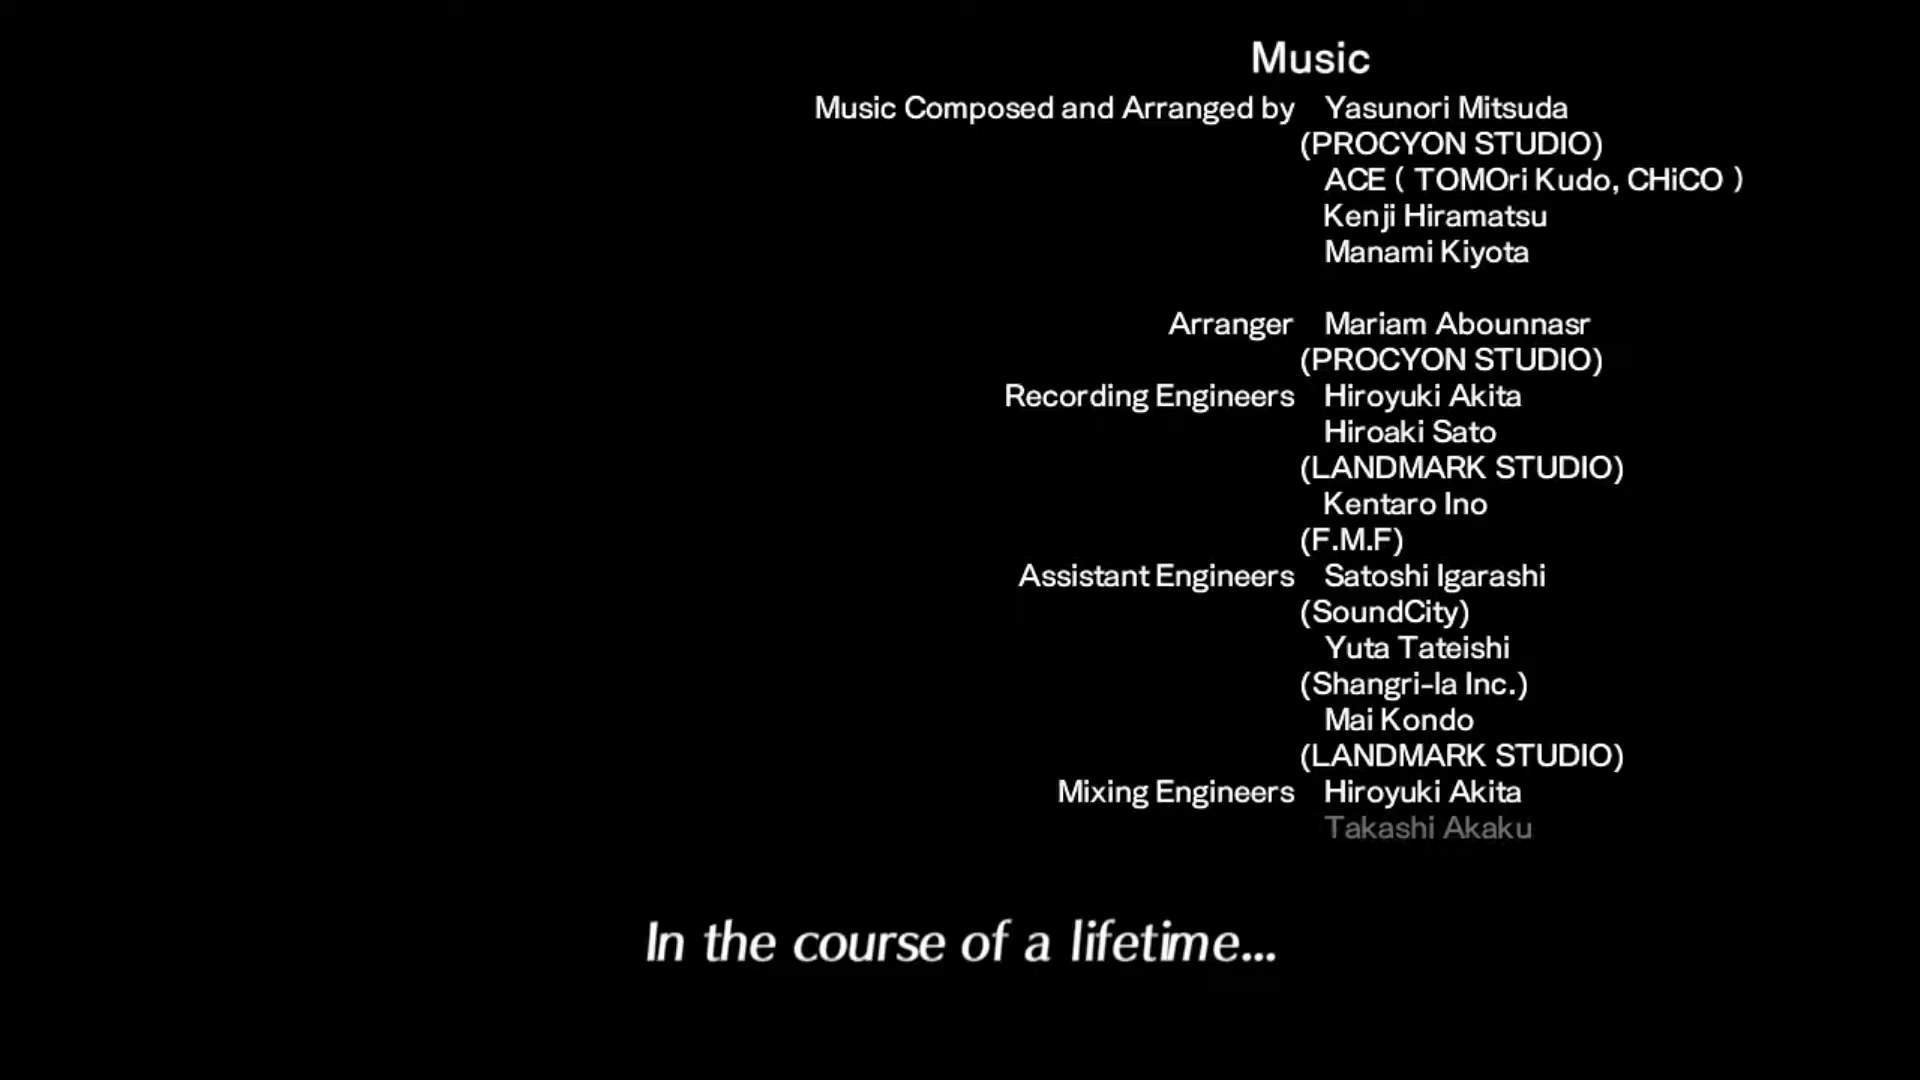 Music
Music Composed and Arranged by Yasunori Mitsuda
(PROCYON STUDIO)
ACE ( TOMOri Kudo, CHiCO )
Kenji Hiramatsu
Manami Kiyota
Arranger Mariam Abounnasr
(PROCYON STUDIO)
Recording Engineers Hiroyuki Akita
Hiroaki Sato
(LANDMARK STUDIO)
Kentaro Ino
(F.M.F)
Assistant Engineers Satoshi Igarashi
(SoundCity)
Yuta Tateishi
(Shangri-la Inc.)
Mai Kondo
(LANDMARK STUDIO)
Mixing Engineers Hiroyuki Akita
Takashi Akaku
In the course of a lifetime...